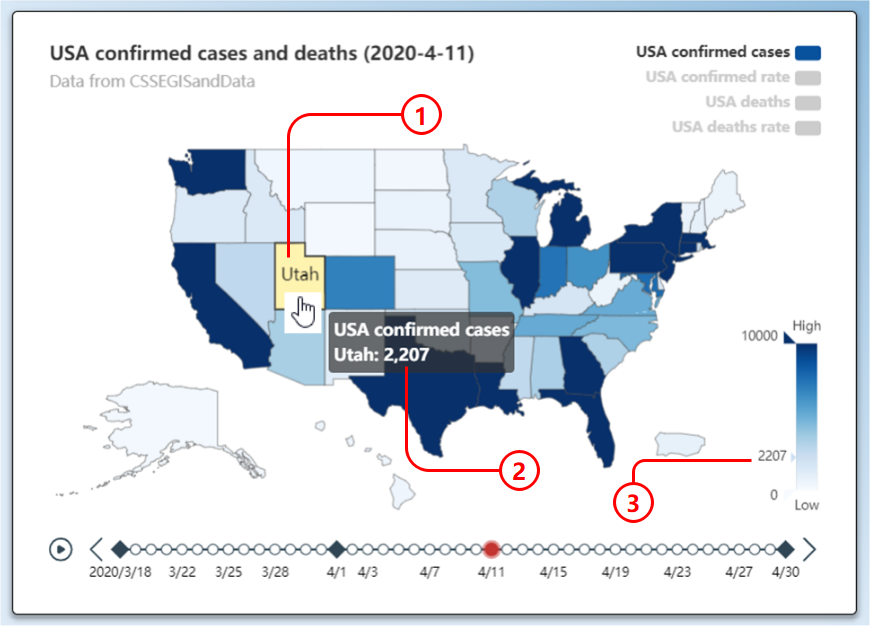 USA confirmed cases and deaths (2020-4-11)
Data from CSSEGISandData
USA confirmed cases
USA confirmed rate
USA deaths
USA deaths rate
1
Utah
USA confirmed cases
Utah: 2,207
High
10000
2207
0
Low
2
3
2020/3/18 3/22 3/25 3/28 4/1 4/3 4/7 4/11 4/15 4/19 4/23 4/27 4/30